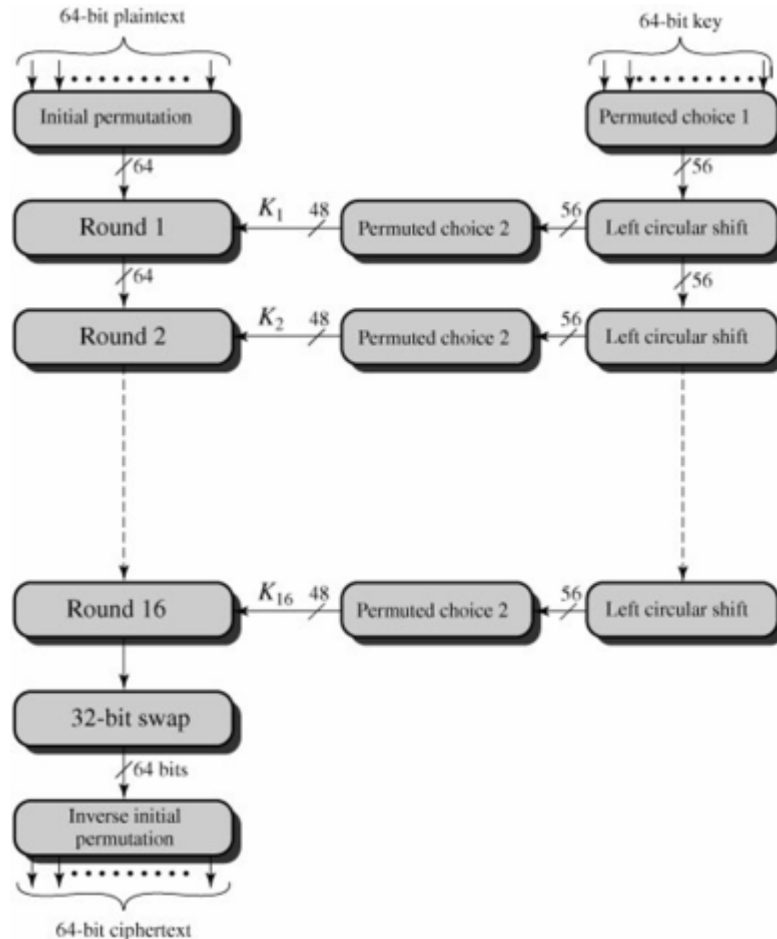 64-bit plaintext
64-bit key
Initial permutation
Permuted choice 1
64
56
Round 1
K1
48
Permuted choice 2
56
Left circular shift
64
56
Round 2
K2
48
Permuted choice 2
56
Left circular shift
Round 16
K16
48
Permuted choice 2
56
Left circular shift
32-bit swap
64 bits
Inverse initial
permutation
64-bit ciphertext